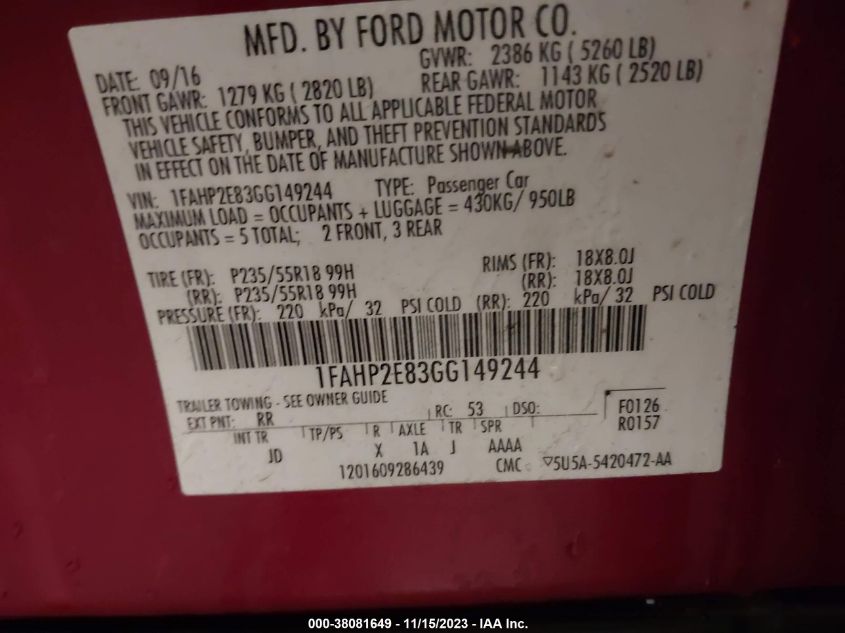 MFD. BY FORD MOTOR CO.
DATE: 09/16 GVWR: 2386 KG ( 5260 LB)
FRONT GAWR: 1279 KG ( 2820 LB) REAR GAWR: 1143 KG ( 2520 LB)
THIS VEHICLE CONFORMS TO ALL APPLICABLE FEDERAL MOTOR
VEHICLE SAFETY, BUMPER, AND THEFT PREVENTION STANDARDS
IN EFFECT ON THE DATE OF MANUFACTURE SHOWN ABOVE.
VIN: 1FAHP2E83GG149244 TYPE: Passenger Car
MAXIMUM LOAD = OCCUPANTS + LUGGAGE = 430KG/ 950LB
OCCUPANTS = 5 TOTAL; 2 FRONT, 3 REAR
TIRE (FR): P235/55R18 99H RIMS (FR): 18X8.0J
(RR): P235/55R18 99H (RR): 18X8.0J
PRESSURE (FR): 220 kPa/ 32 PSI COLD (RR): 220 kPa/ 32 PSI COLD
1FAHP2E83GG149244
TRAILER TOWING - SEE OWNER GUIDE
EXT PNT: RR RC: 53 DSO: F0126
R0157
INT TR TP/PS R AXLE TR SPR
JD X 1A J AAAA
1201609286439 CMC ▽5U5A-5420472-AA
000-38081649 - 11/15/2023 - IAA Inc.